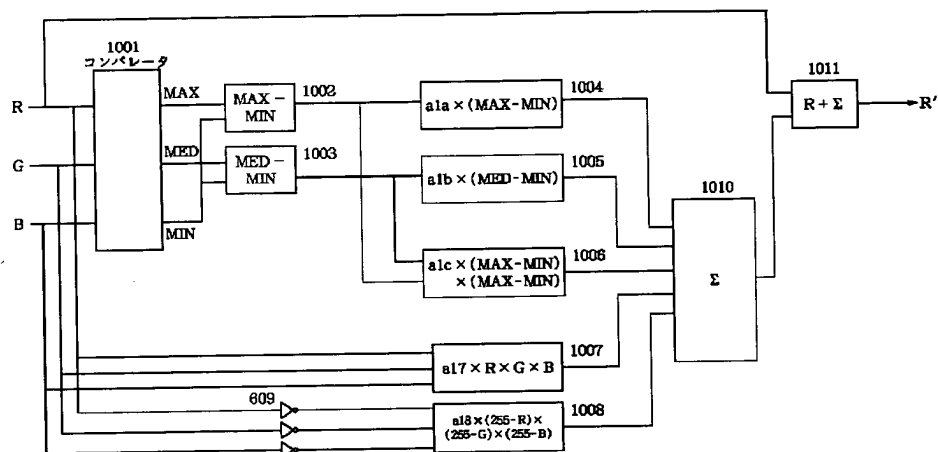 1001
コンパレータ
R
G
B
MAX
MED
MIN
MAX-
MIN
1002
MED-
MIN
1003
a1a×(MAX-MIN)
1004
a1b×(MED-MIN)
1005
a1c×(MAX-MIN)
×(MAX-MIN)
1006
a17×R×G×B
1007
609
a18×(255-R)×
(255-G)×(255-B)
1008
1010
Σ
1011
R+Σ
R'